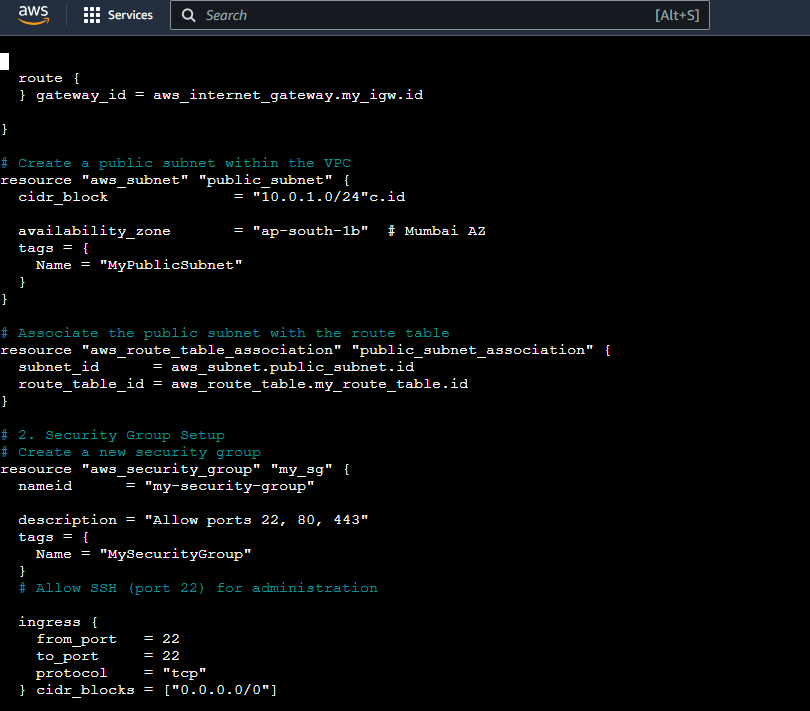 aws
Services
Search
[Alt+S]
route {
} gateway_id = aws_internet_gateway.my_igw.id
}
# Create a public subnet within the VPC
resource "aws_subnet" "public_subnet" {
cidr_block = "10.0.1.0/24"c.id
availability_zone = "ap-south-1b" # Mumbai AZ
tags = {
Name = "MyPublicSubnet"
}
}
# Associate the public subnet with the route table
resource "aws_route_table_association" "public_subnet_association" {
subnet_id = aws_subnet.public_subnet.id
route_table_id = aws_route_table.my_route_table.id
}
# 2. Security Group Setup
# Create a new security group
resource "aws_security_group" "my_sg" {
nameid = "my-security-group"
description = "Allow ports 22, 80, 443"
tags = {
Name = "MySecurityGroup"
}
# Allow SSH (port 22) for administration
ingress {
from_port = 22
to_port = 22
protocol = "tcp"
} cidr_blocks = ["0.0.0.0/0"]